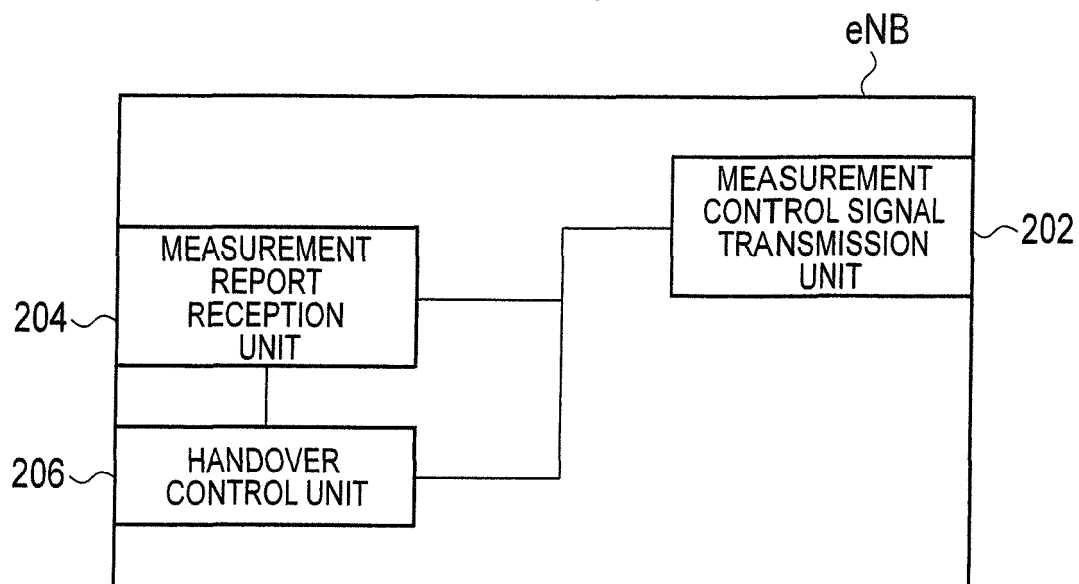 eNB
MEASUREMENT
CONTROL SIGNAL
TRANSMISSION
UNIT
202
MEASUREMENT
REPORT
RECEPTION
UNIT
204
HANDOVER
CONTROL UNIT
206